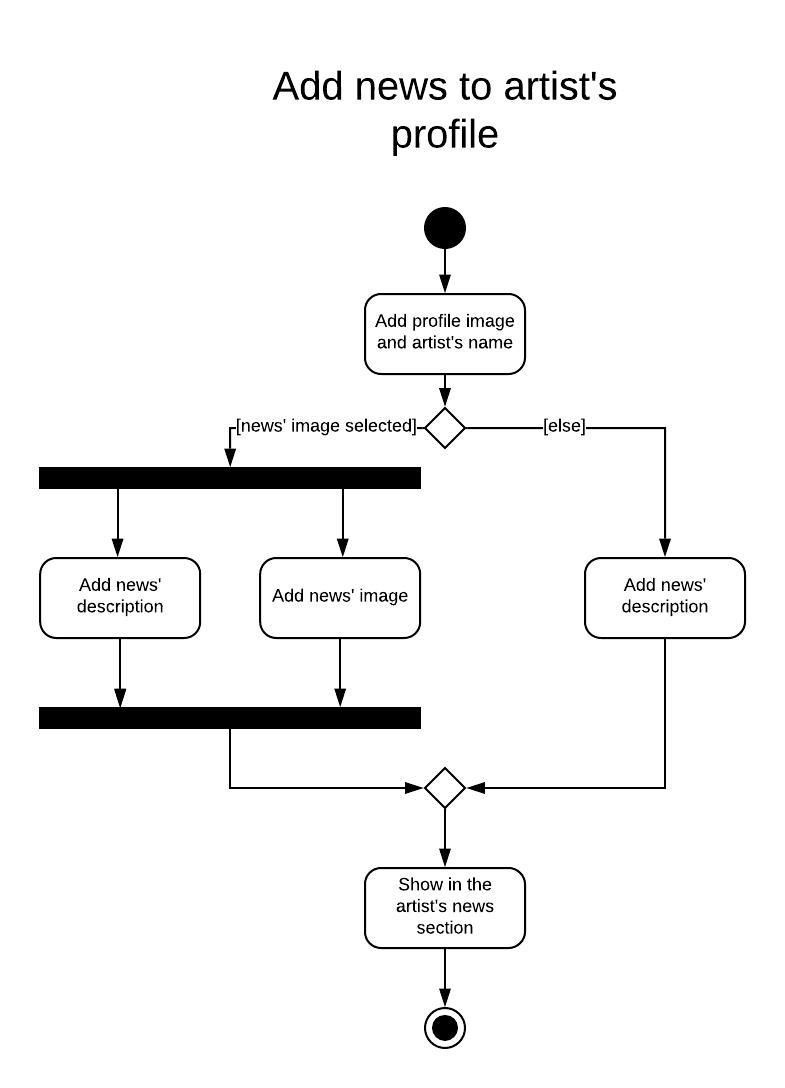 Add news to artist's
profile
Add profile image
and artist's name
[news' image selected]
[else]
Add news'
description
Add news' image
Add news'
description
Show in the
artist's news
section